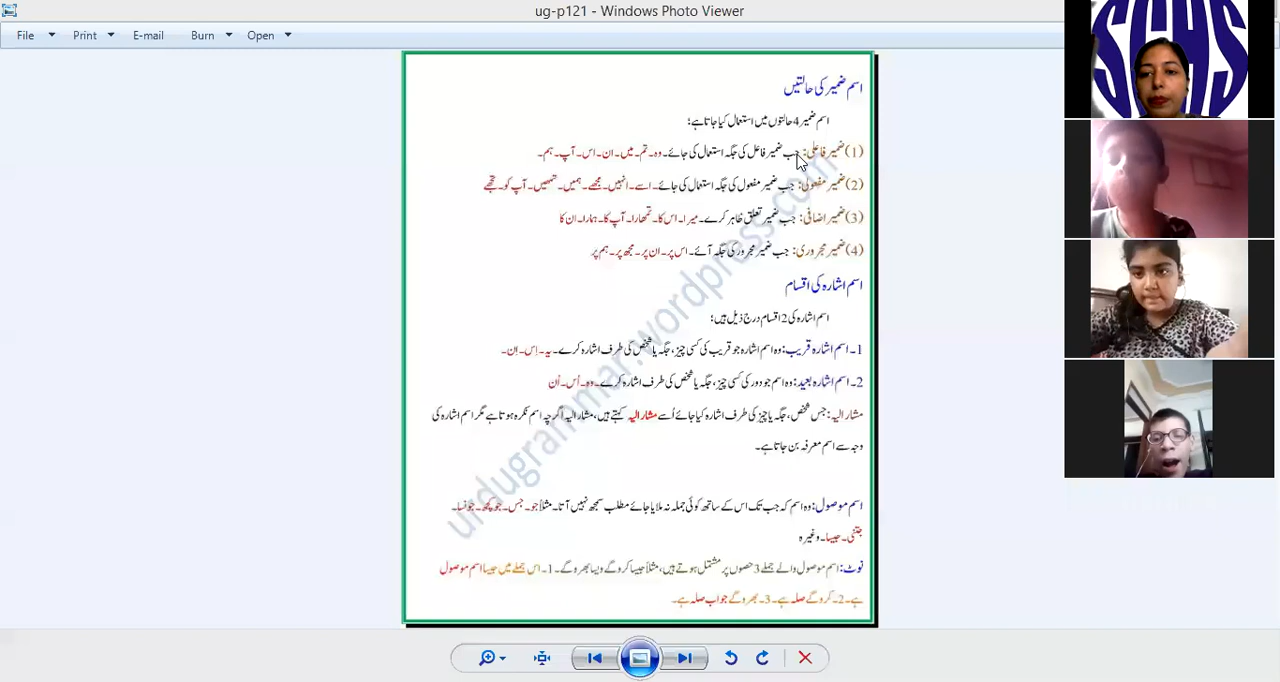 ug-p121 - Windows Photo Viewer
File Print E-mail Burn Open
SCHS
اسم ضمیر کی حالتیں
اسم ضمیر 4 حالتوں میں استعمال کیا جاتا ہے؛
(1) ضمیر فاعلی: جب ضمیر فاعل کی جگہ استعمال کی جائے۔ وہ۔ تم۔ میں۔ ان۔ اس۔ آپ۔ ہم۔
(2) ضمیر مفعولی: جب ضمیر مفعول کی جگہ استعمال کی جائے۔ اسے۔ انہیں۔ مجھے۔ ہمیں۔ تمھیں۔ آپ کو۔ تجھے
(3) ضمیر اضافی: جب ضمیر تعلق ظاہر کرے۔ میرا۔ اس کا۔ تمھارا۔ آپ کا۔ ہمارا۔ ان کا
(4) ضمیر مجروری: جب ضمیر مجرور کی جگہ آئے۔ اس پر۔ ان پر۔ مجھ پر۔ ہم پر
اسم اشارہ کی اقسام
اسم اشارہ کی 2 اقسام درج ذیل ہیں؛
1۔ اسم اشارہ قریب: وہ اسم اشارہ جو قریب کی کسی چیز، جگہ یا شخص کی طرف اشارہ کرے۔ یہ۔ اِس۔ اِن۔
2۔ اسم اشارہ بعید: وہ اسم جو دور کی کسی چیز، جگہ یا شخص کی طرف اشارہ کرے۔ وہ۔ اُس۔ اُن
مشار الیہ: جس شخص، جگہ یا چیز کی طرف اشارہ کیا جائے اُسے مشار الیہ کہتے ہیں، مشار الیہ اگرچہ اسم نکرہ ہوتا ہے مگر اسم اشارہ کی
وجہ سے اسم معرفہ بن جاتا ہے۔
اسم موصول: وہ اسم کہ جب تک اس کے ساتھ کوئی جملہ نہ ملایا جائے مطلب سمجھ نہیں آتا۔ مثلاً جو۔ جس۔ جو کچھ۔ جونسا۔
جتنی۔ جیسا۔ وغیرہ
نوٹ: اسم موصول والے جملے 3 حصوں پر مشتمل ہوتے ہیں، مثلاً جیسا کرو گے ویسا بھرو گے۔ 1۔ اس جملے میں جیسا اسم موصول
ہے۔ 2۔ کرو گے صلہ ہے۔ 3۔ بھرو گے جواب صلہ ہے۔
urdugrammar.wordpress.com